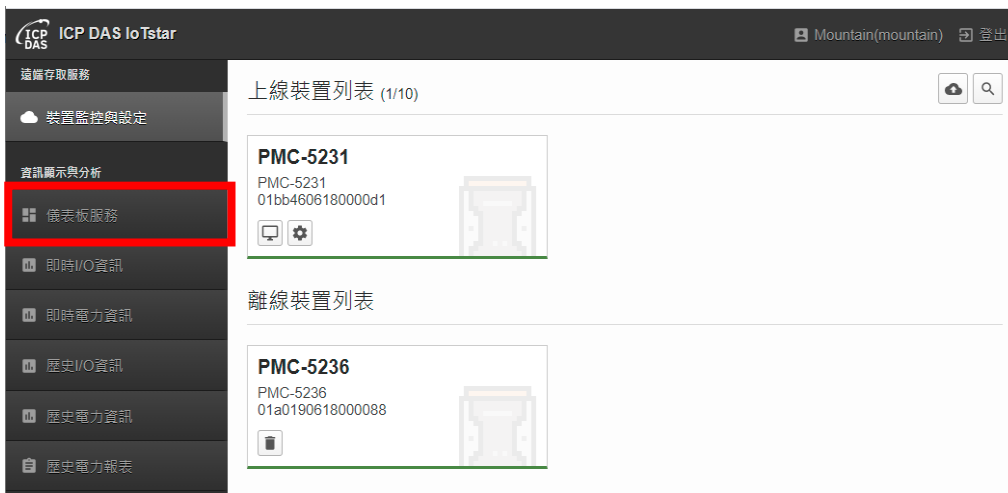 ICP DAS
ICP DAS IoTstar
Mountain(mountain)
登出
遠端存取服務
裝置監控與設定
資訊顯示與分析
儀表板服務
即時I/O資訊
即時電力資訊
歷史I/O資訊
歷史電力資訊
歷史電力報表
上線裝置列表 (1/10)
PMC-5231
PMC-5231
01bb4606180000d1
離線裝置列表
PMC-5236
PMC-5236
01a0190618000088